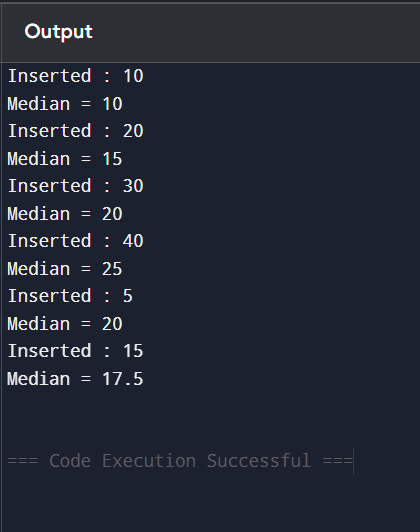 Output
Inserted : 10
Median = 10
Inserted : 20
Median = 15
Inserted : 30
Median = 20
Inserted : 40
Median = 25
Inserted : 5
Median = 20
Inserted : 15
Median = 17.5
=== Code Execution Successful ===